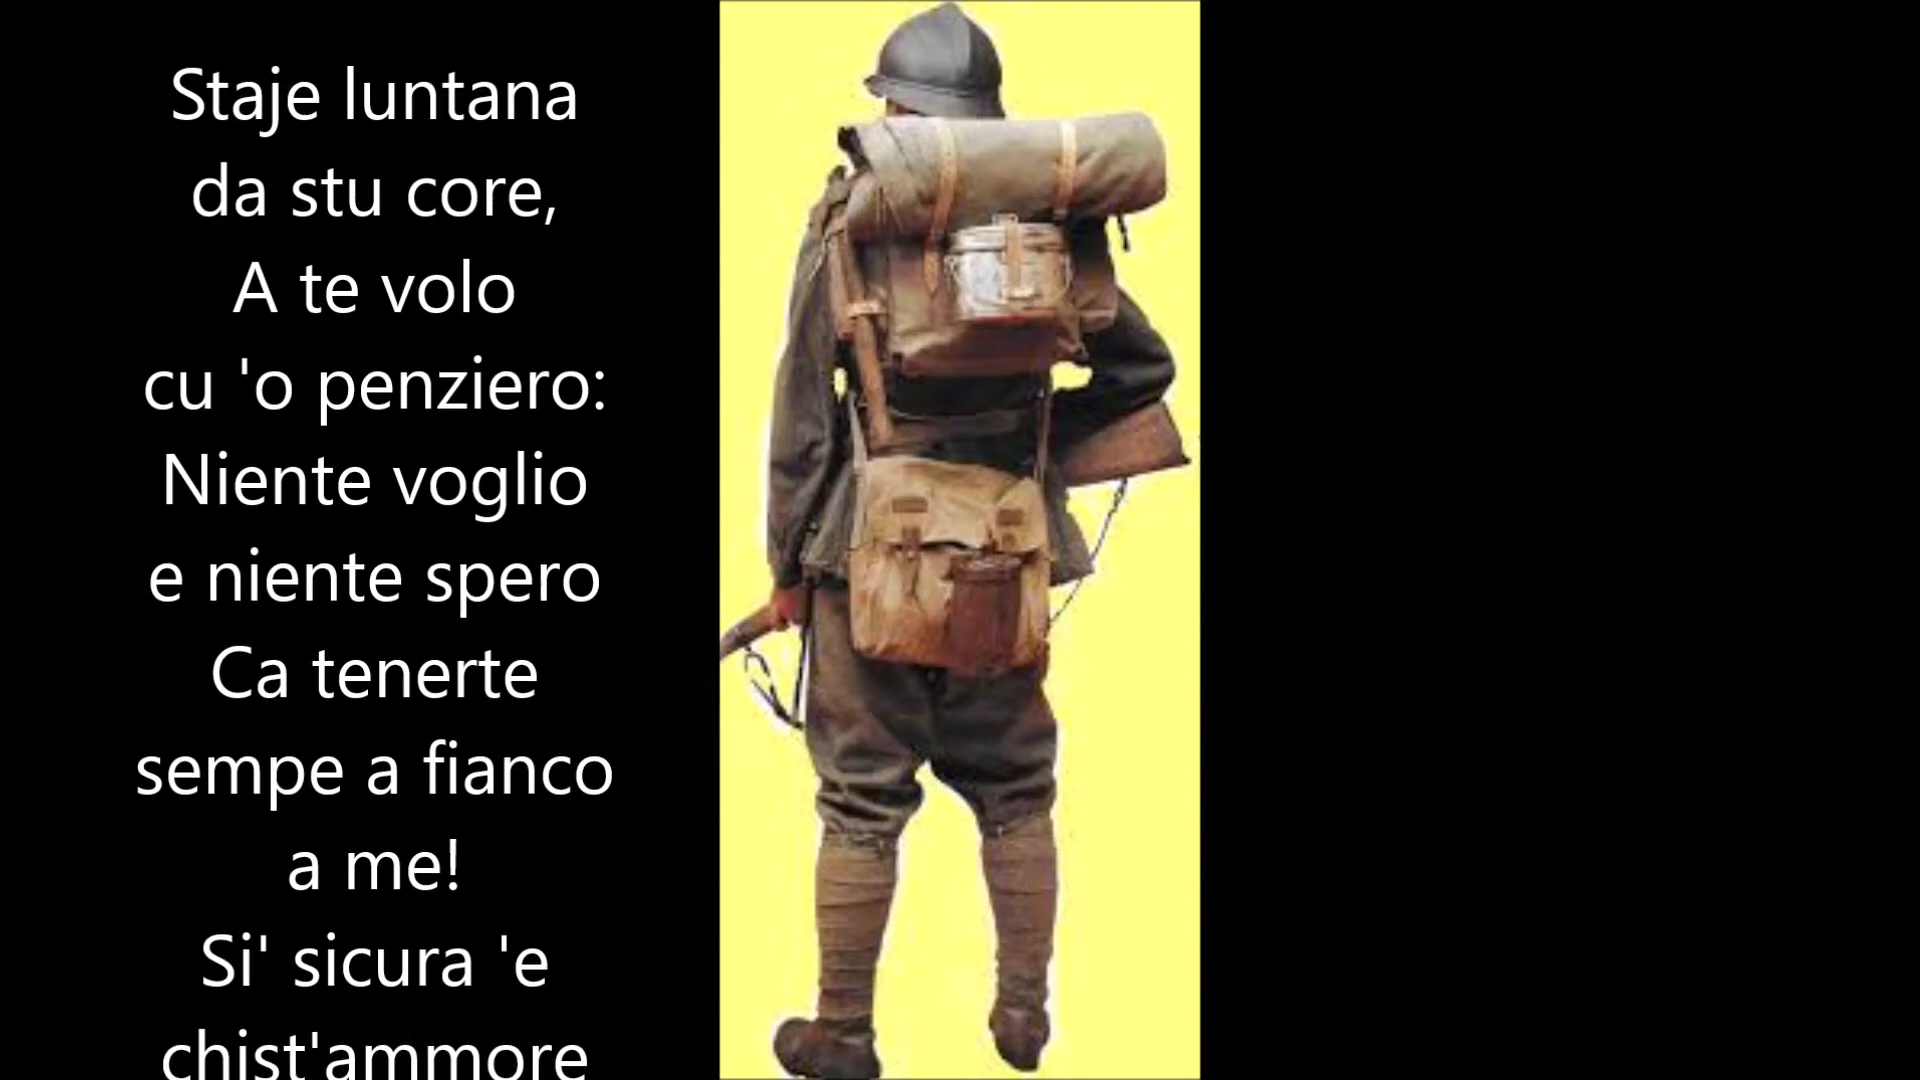 Staje luntana
da stu core,
A te volo
cu 'o penziero:
Niente voglio
e niente spero
Ca tenerte
sempe a fianco
a me!
Si' sicura 'e
chist'ammore